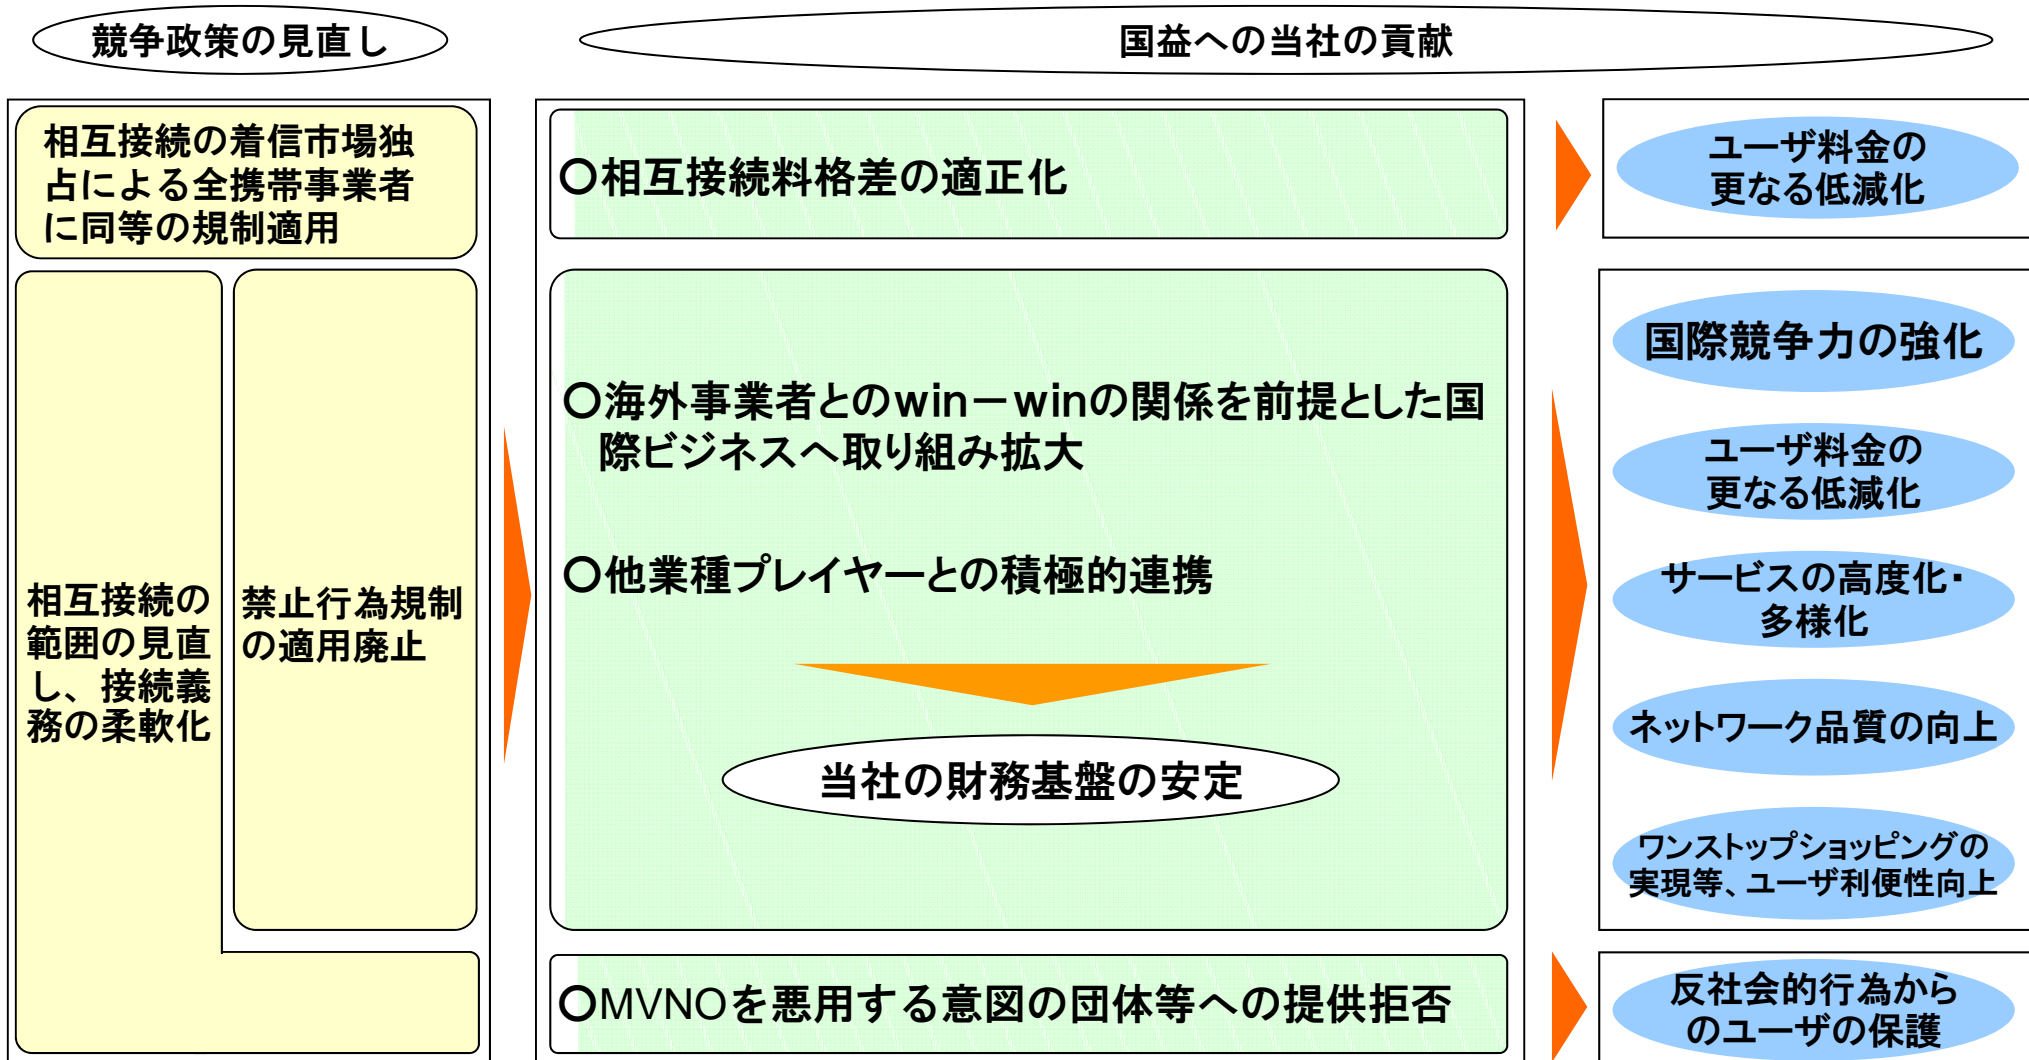 競争政策の見直し
国益への当社の貢献
相互接続の着信市場独
占による全携帯事業者
に同等の規制適用
相互接続の
範囲の見直
し、接続義
務の柔軟化
禁止行為規制
の適用廃止
〇相互接続料格差の適正化
〇海外事業者とのwin－winの関係を前提とした国
際ビジネスへ取り組み拡大
〇他業種プレイヤーとの積極的連携
当社の財務基盤の安定
〇MVNOを悪用する意図の団体等への提供拒否
ユーザ料金の
更なる低減化
国際競争力の強化
ユーザ料金の
更なる低減化
サービスの高度化・
多様化
ネットワーク品質の向上
ワンストップショッピングの
実現等、ユーザ利便性向上
反社会的行為から
のユーザの保護